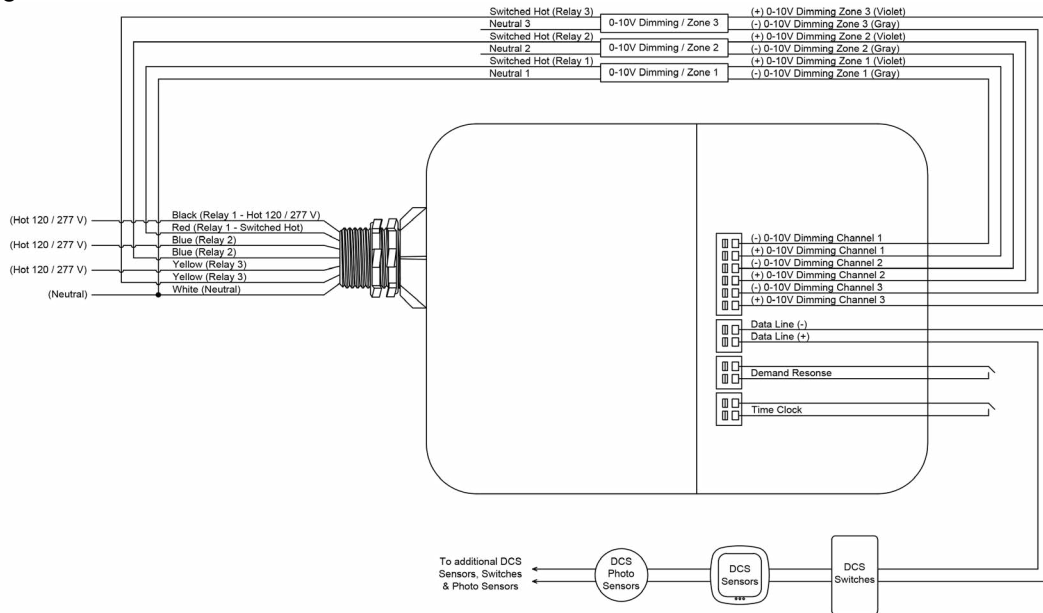 Switched Hot (Relay 3)
0-10V Dimming / Zone 3
(+) 0-10V Dimming Zone 3 (Violet)
Neutral 3
(-) 0-10V Dimming Zone 3 (Gray)
Switched Hot (Relay 2)
0-10V Dimming / Zone 2
(+) 0-10V Dimming Zone 2 (Violet)
Neutral 2
(-) 0-10V Dimming Zone 2 (Gray)
Switched Hot (Relay 1)
0-10V Dimming / Zone 1
(+) 0-10V Dimming Zone 1 (Violet)
Neutral 1
(-) 0-10V Dimming Zone 1 (Gray)
(Hot 120 / 277 V)
Black (Relay 1 - Hot 120 / 277 V)
Red (Relay 1 - Switched Hot)
(Hot 120 / 277 V)
Blue (Relay 2)
Blue (Relay 2)
(Hot 120 / 277 V)
Yellow (Relay 3)
Yellow (Relay 3)
(Neutral)
White (Neutral)
(-) 0-10V Dimming Channel 1
(+) 0-10V Dimming Channel 1
(-) 0-10V Dimming Channel 2
(+) 0-10V Dimming Channel 2
(-) 0-10V Dimming Channel 3
(+) 0-10V Dimming Channel 3
Data Line (-)
Data Line (+)
Demand Resonse
Time Clock
To additional DCS
Sensors, Switches
& Photo Sensors
DCS
Photo
Sensors
DCS
Sensors
DCS
Switches